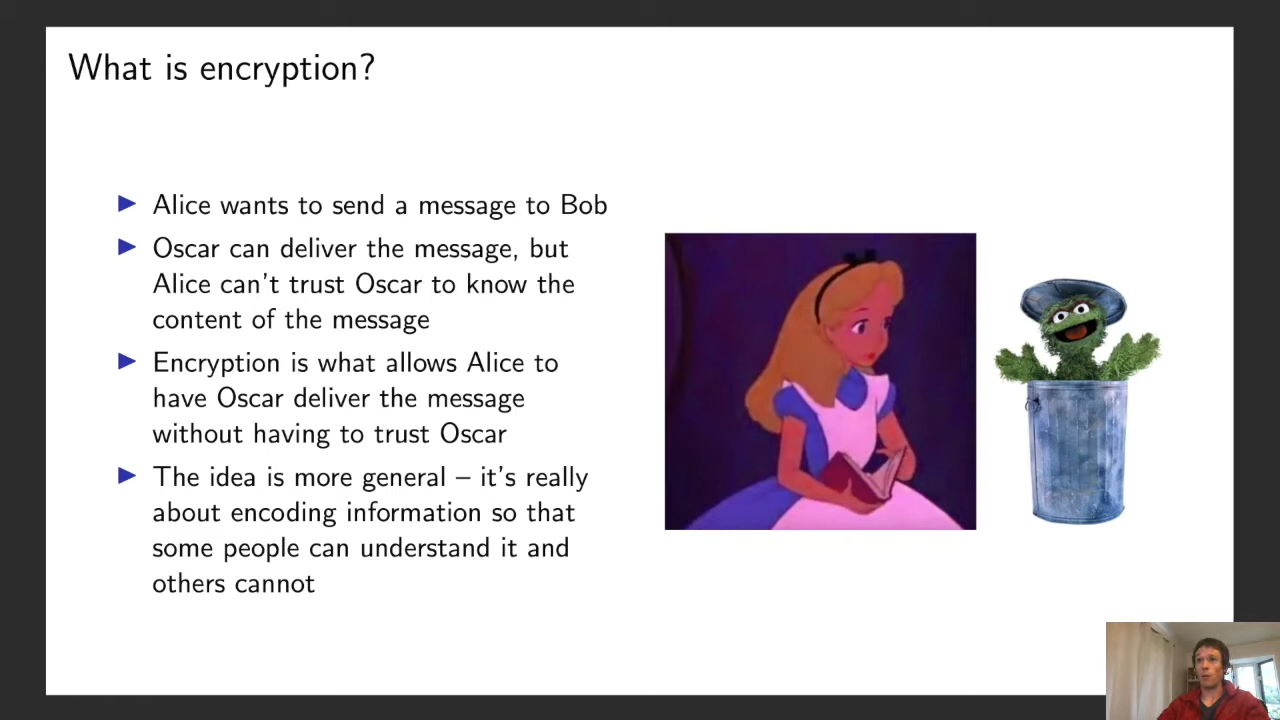 What is encryption?
Alice wants to send a message to Bob
Oscar can deliver the message, but
Alice can't trust Oscar to know the
content of the message
Encryption is what allows Alice to
have Oscar deliver the message
without having to trust Oscar
The idea is more general – it's really
about encoding information so that
some people can understand it and
others cannot